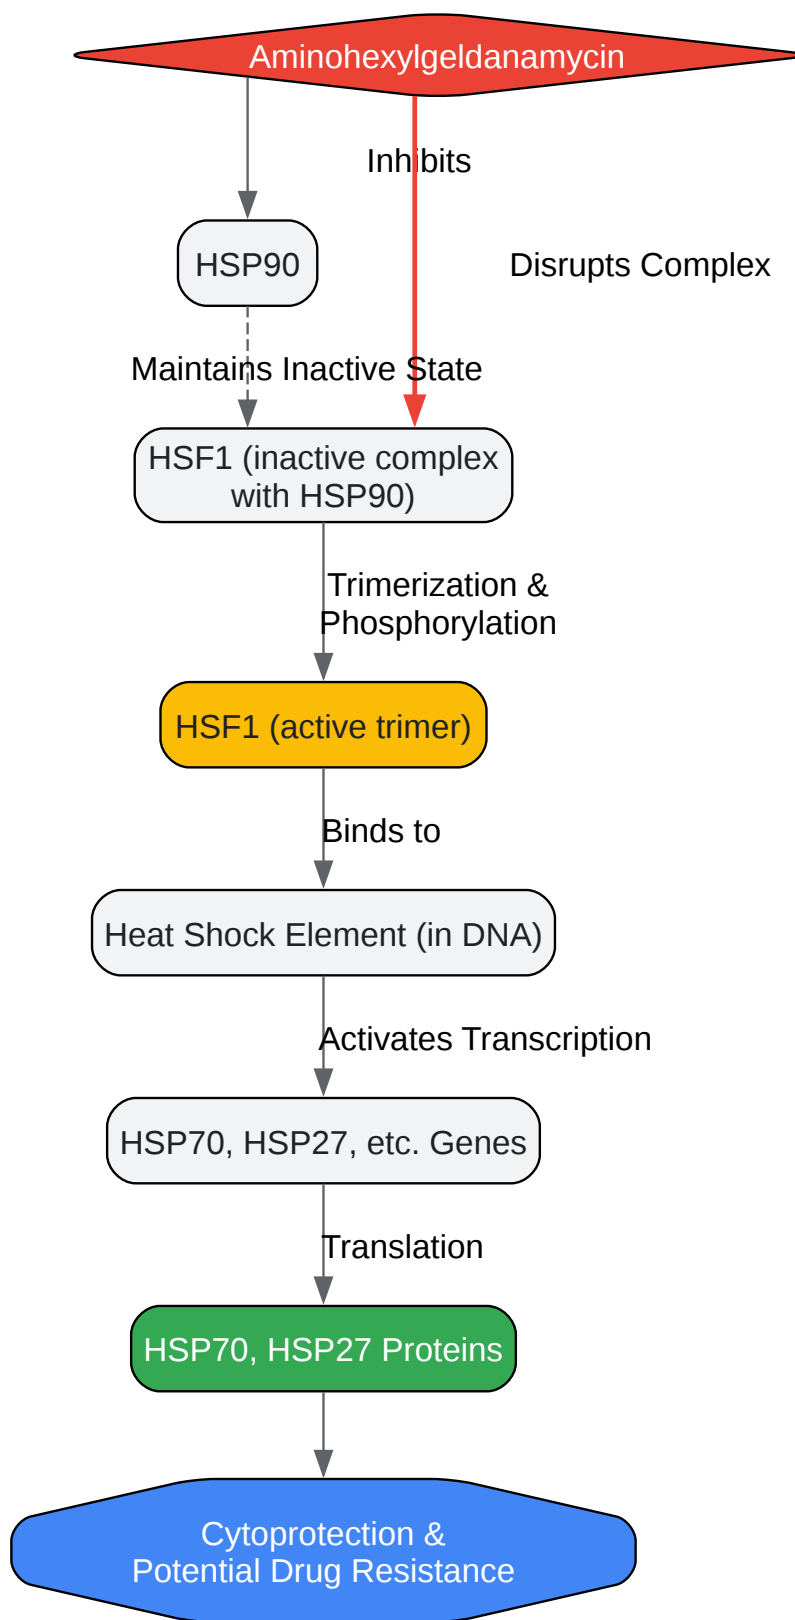 Aminohexylgeldanamycin
Inhibits
HSP90
Disrupts Complex
Maintains Inactive State
HSF1 (inactive complex
with HSP90)
Trimerization &
Phosphorylation
HSF1 (active trimer)
Binds to
Heat Shock Element (in DNA)
Activates Transcription
HSP70, HSP27, etc. Genes
Translation
HSP70, HSP27 Proteins
Cytoprotection &
Potential Drug Resistance